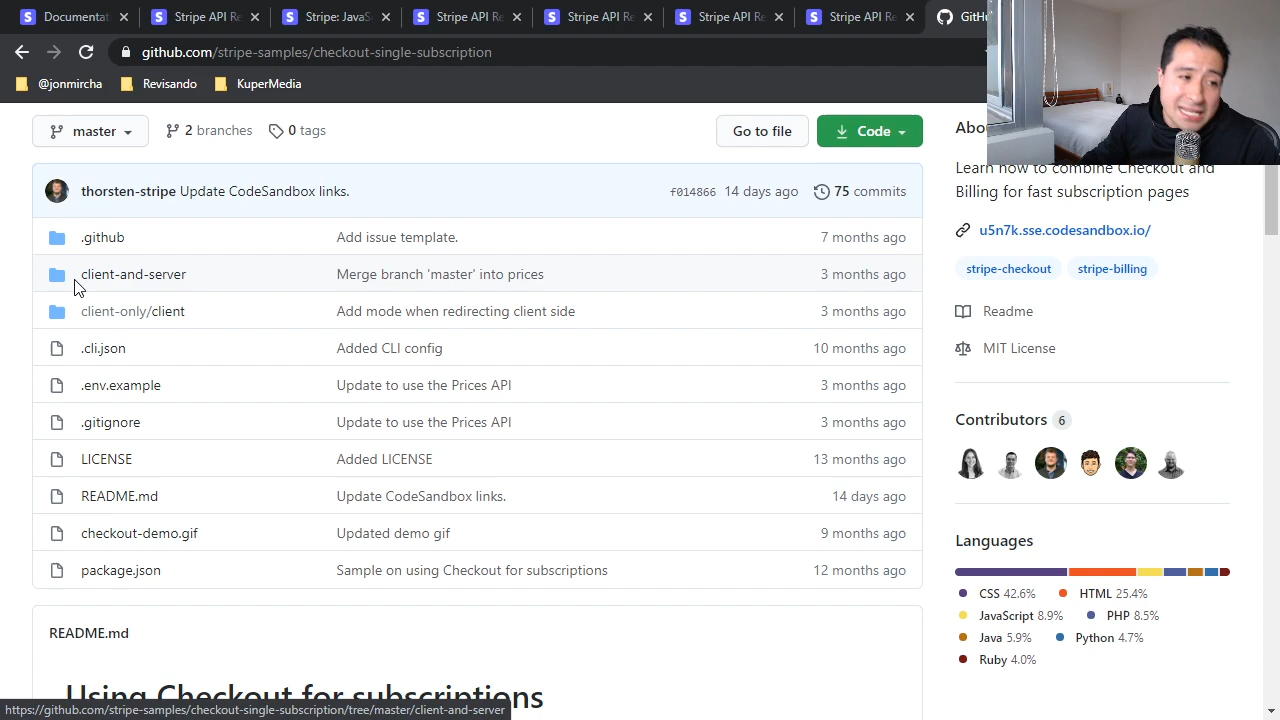 Documentat
Stripe API Re
Stripe: JavaS
Stripe API Re
Stripe API Re
Stripe API Re
Stripe API Re
GitHu
github.com/stripe-samples/checkout-single-subscription
@jonmircha
Revisando
KuperMedia
master
2 branches
0 tags
Go to file
Code
Abo
Learn how to combine Checkout and
Billing for fast subscription pages
thorsten-stripe Update CodeSandbox links.
f014866 14 days ago
75 commits
u5n7k.sse.codesandbox.io/
.github
Add issue template.
7 months ago
stripe-checkout
stripe-billing
client-and-server
Merge branch 'master' into prices
3 months ago
client-only/client
Add mode when redirecting client side
3 months ago
Readme
.cli.json
Added CLI config
10 months ago
MIT License
.env.example
Update to use the Prices API
3 months ago
.gitignore
Update to use the Prices API
3 months ago
Contributors 6
LICENSE
Added LICENSE
13 months ago
README.md
Update CodeSandbox links.
14 days ago
checkout-demo.gif
Updated demo gif
9 months ago
package.json
Sample on using Checkout for subscriptions
12 months ago
Languages
CSS 42.6%
HTML 25.4%
JavaScript 8.9%
PHP 8.5%
Java 5.9%
Python 4.7%
Ruby 4.0%
README.md
Using Checkout for subscriptions
https://github.com/stripe-samples/checkout-single-subscription/tree/master/client-and-server